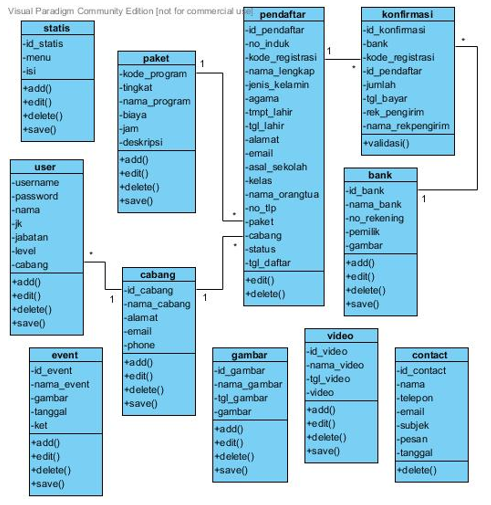 Visual Paradigm Community Edition [not for commercial use]
statis
-id_statis
-menu
-isi
+add()
+edit()
+delete()
+save()
paket
-kode_program
-tingkat
-nama_program
-biaya
-jam
-deskripsi
+add()
+edit()
+delete()
+save()
1
*
pendaftar
-id_pendaftar
-no_induk
-kode_registrasi
-nama_lengkap
-jenis_kelamin
-agama
-tmpt_lahir
-tgl_lahir
-alamat
-email
-asal_sekolah
-kelas
-nama_orangtua
-no_tlp
-paket
-cabang
-status
-tgl_daftar
+edit()
+delete()
1
*
konfirmasi
-id_konfirmasi
-bank
-kode_registrasi
-id_pendaftar
-jumlah
-tgl_bayar
-rek_pengirim
-nama_rekpengirim
+validasi()
*
1
user
-username
-password
-nama
-jk
-jabatan
-level
-cabang
+add()
+edit()
+delete()
+save()
*
1
cabang
-id_cabang
-nama_cabang
-alamat
-email
-phone
+add()
+edit()
+delete()
+save()
1
*
bank
-id_bank
-nama_bank
-no_rekening
-pemilik
-gambar
+add()
+edit()
+delete()
+save()
event
-id_event
-nama_event
-gambar
-tanggal
-ket
+add()
+edit()
+delete()
+save()
gambar
-id_gambar
-nama_gambar
-tgl_gambar
-gambar
+add()
+edit()
+delete()
+save()
video
-id_video
-nama_video
-tgl_video
-video
+add()
+edit()
+delete()
+save()
contact
-id_contact
-nama
-telepon
-email
-subjek
-pesan
-tanggal
+delete()